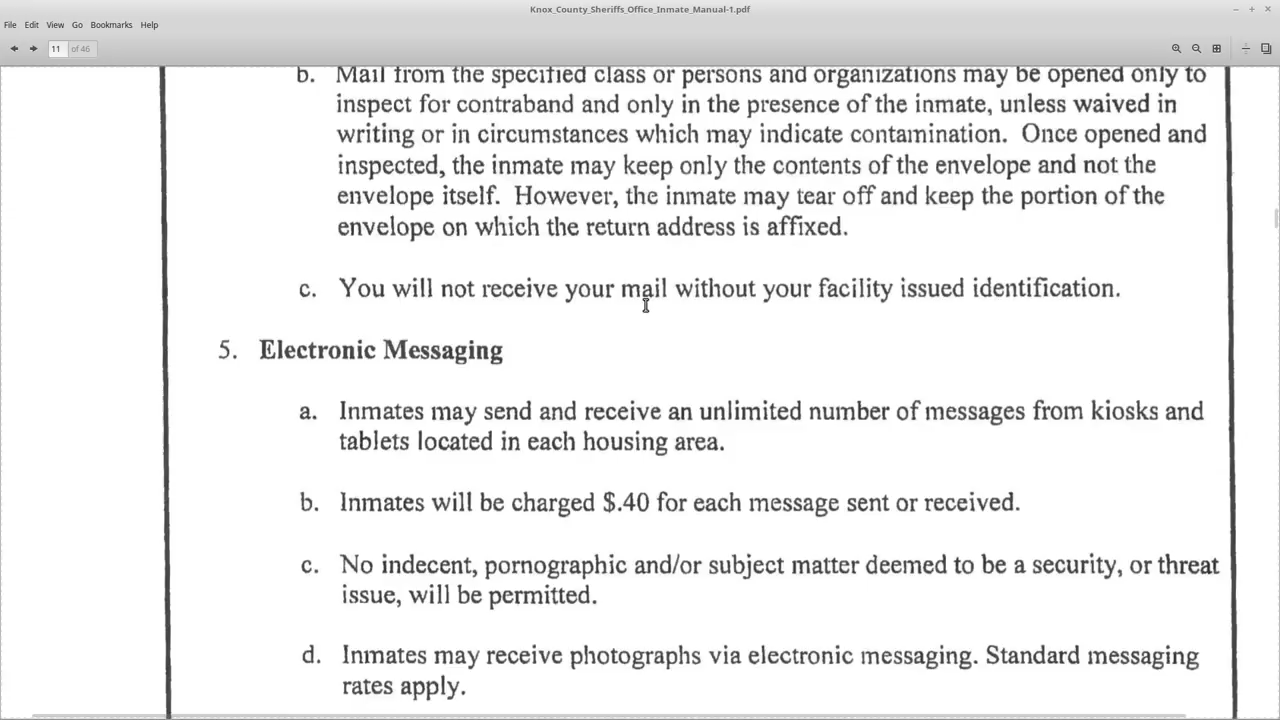 Knox_County_Sheriffs_Office_Inmate_Manual-1.pdf
File Edit View Go Bookmarks Help
11 of 46
b. Mail from the specified class or persons and organizations may be opened only to
inspect for contraband and only in the presence of the inmate, unless waived in
writing or in circumstances which may indicate contamination. Once opened and
inspected, the inmate may keep only the contents of the envelope and not the
envelope itself. However, the inmate may tear off and keep the portion of the
envelope on which the return address is affixed.
c. You will not receive your mail without your facility issued identification.
5. Electronic Messaging
a. Inmates may send and receive an unlimited number of messages from kiosks and
tablets located in each housing area.
b. Inmates will be charged $.40 for each message sent or received.
c. No indecent, pornographic and/or subject matter deemed to be a security, or threat
issue, will be permitted.
d. Inmates may receive photographs via electronic messaging. Standard messaging
rates apply.